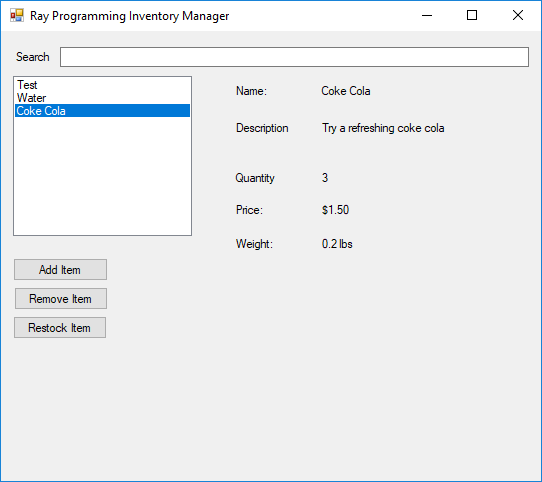 Ray Programming Inventory Manager
Search
Test
Water
Coke Cola
Name: Coke Cola
Description Try a refreshing coke cola
Quantity 3
Price: $1.50
Weight: 0.2 lbs
Add Item
Remove Item
Restock Item